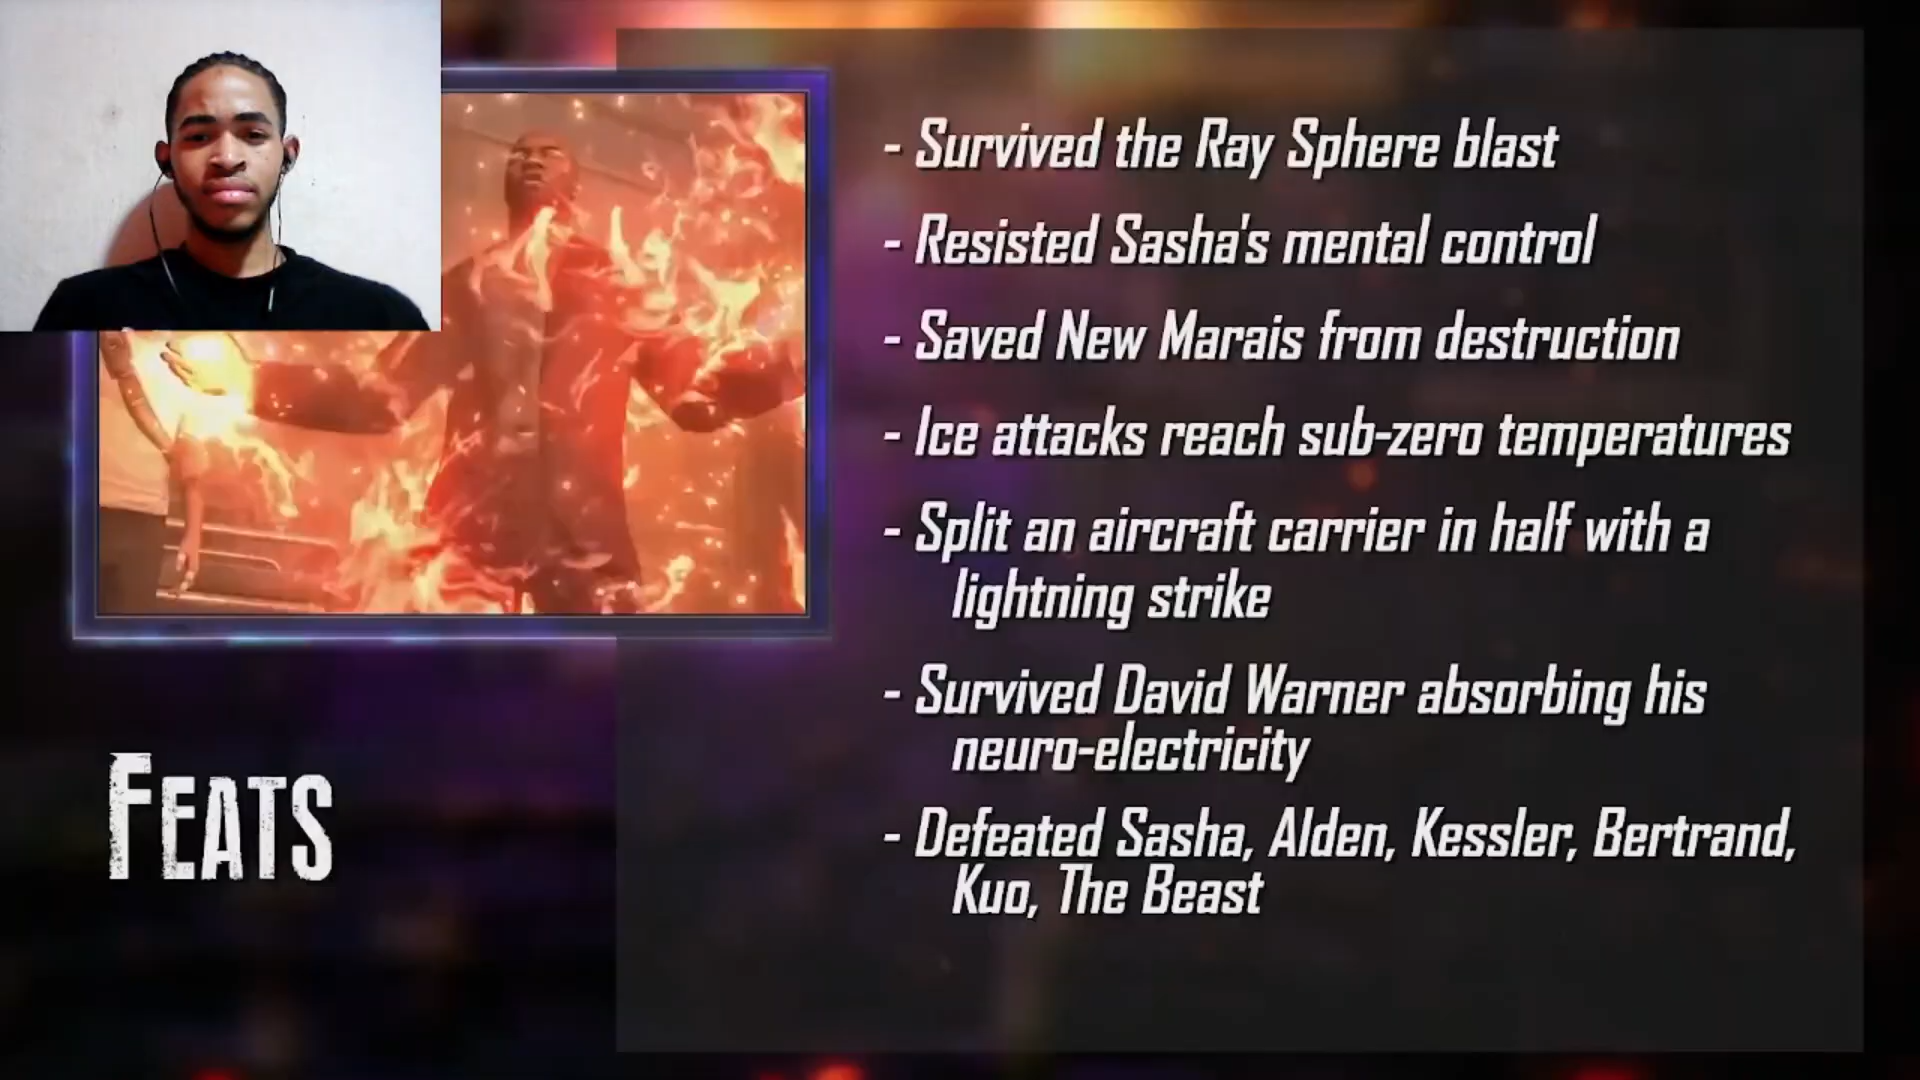 - Survived the Ray Sphere blast
- Resisted Sasha's mental control
- Saved New Marais from destruction
- Ice attacks reach sub-zero temperatures
- Split an aircraft carrier in half with a
lightning strike
- Survived David Warner absorbing his
neuro-electricity
- Defeated Sasha, Alden, Kessler, Bertrand,
Kuo, The Beast
FEATS